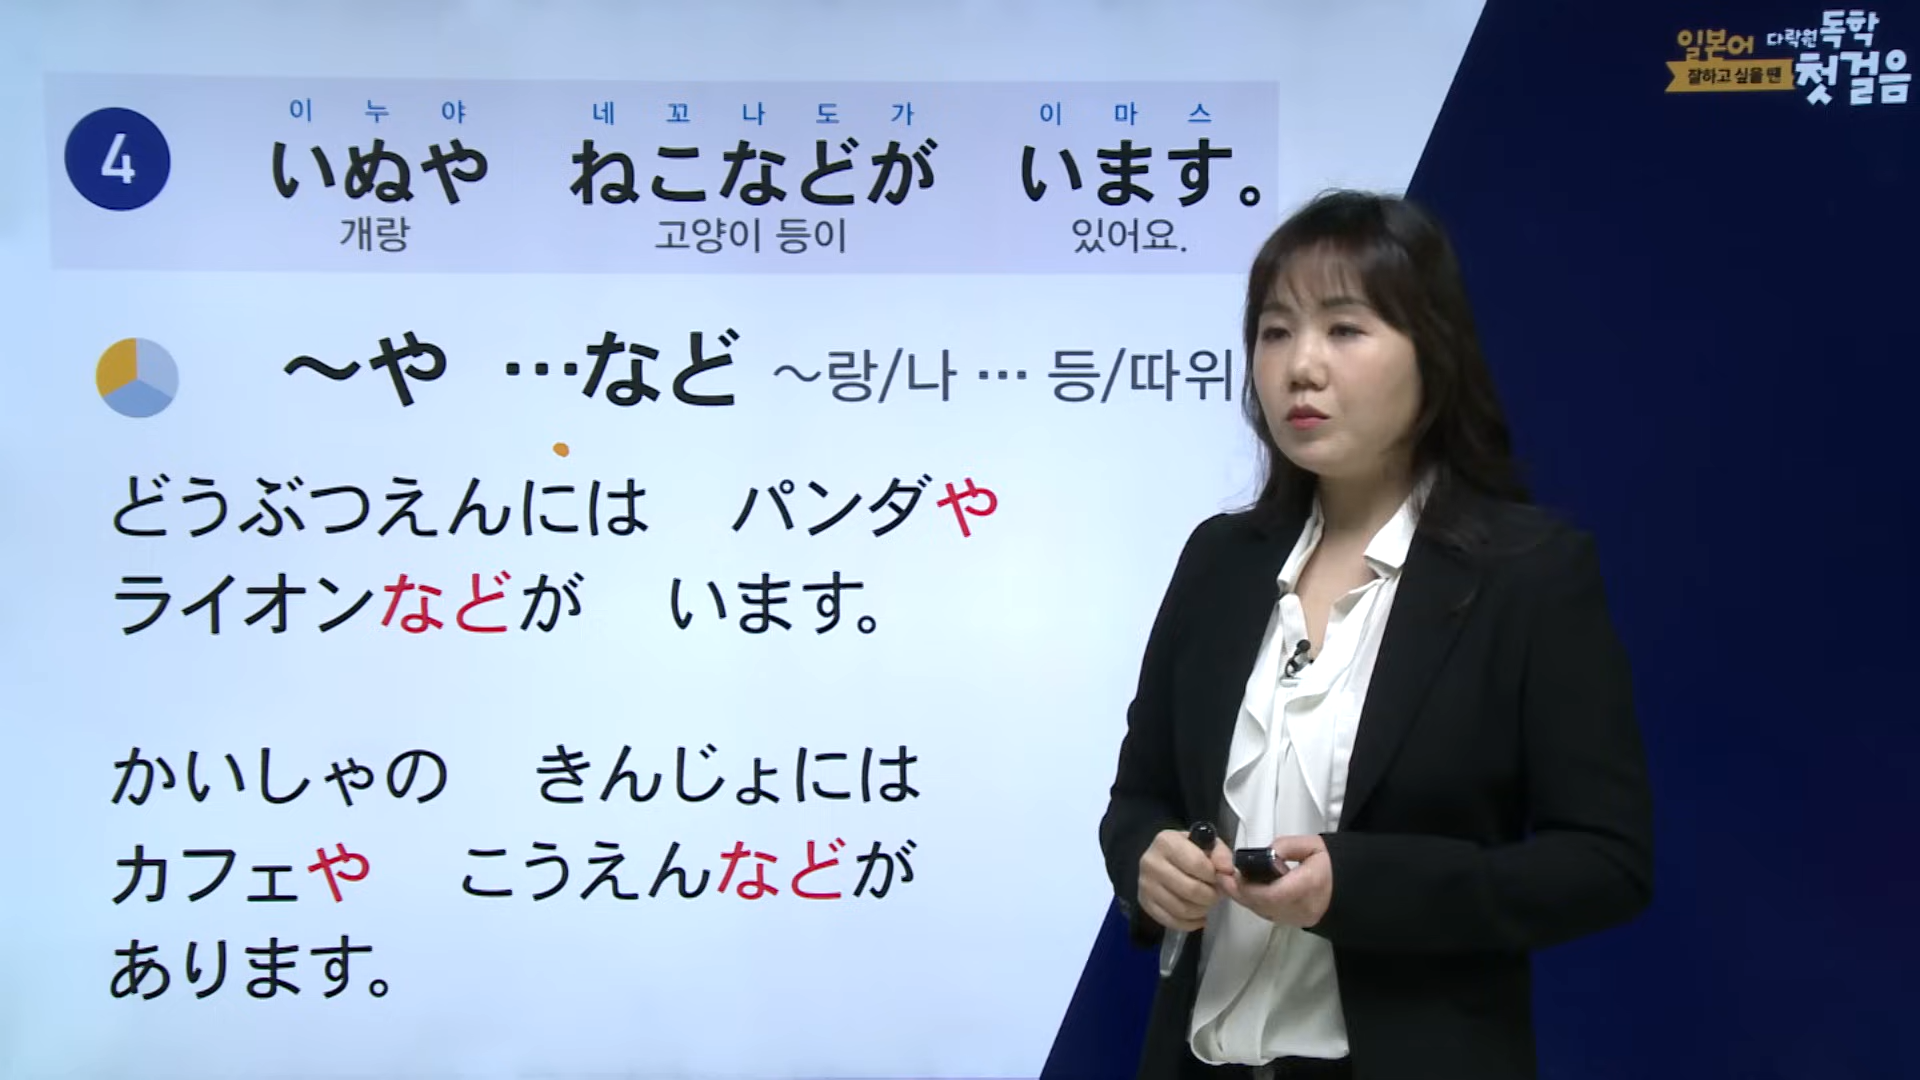 일본어 다락원 독학
잘하고 싶을 땐 첫걸음
4
이 누 야 네 꼬 나 도 가 이 마 스
いぬや ねこなどが います。
개랑 고양이 등이 있어요.
～や …など ～랑/나 … 등/따위
どうぶつえんには パンダや
ライオンなどが います。
かいしゃの きんじょには
カフェや こうえんなどが
あります。